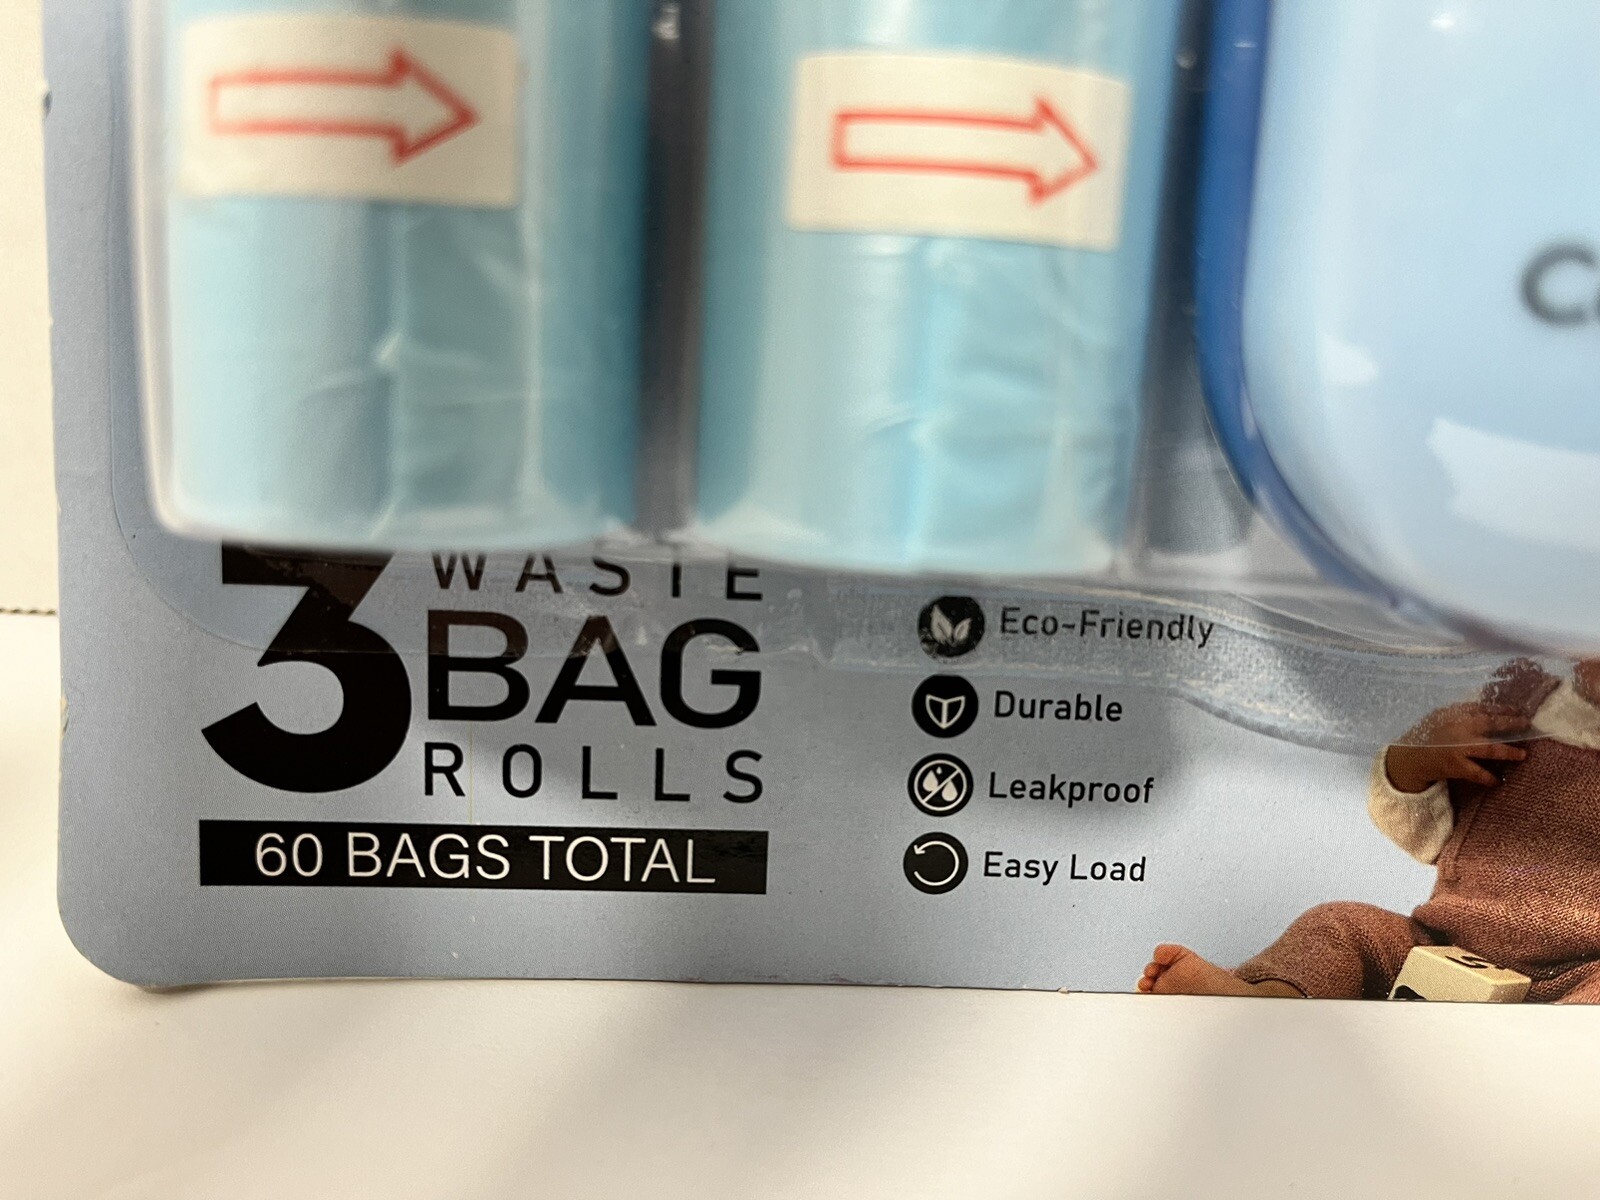 3 WASTE
BAG
ROLLS
60 BAGS TOTAL
Eco-Friendly
Durable
Leakproof
Easy Load